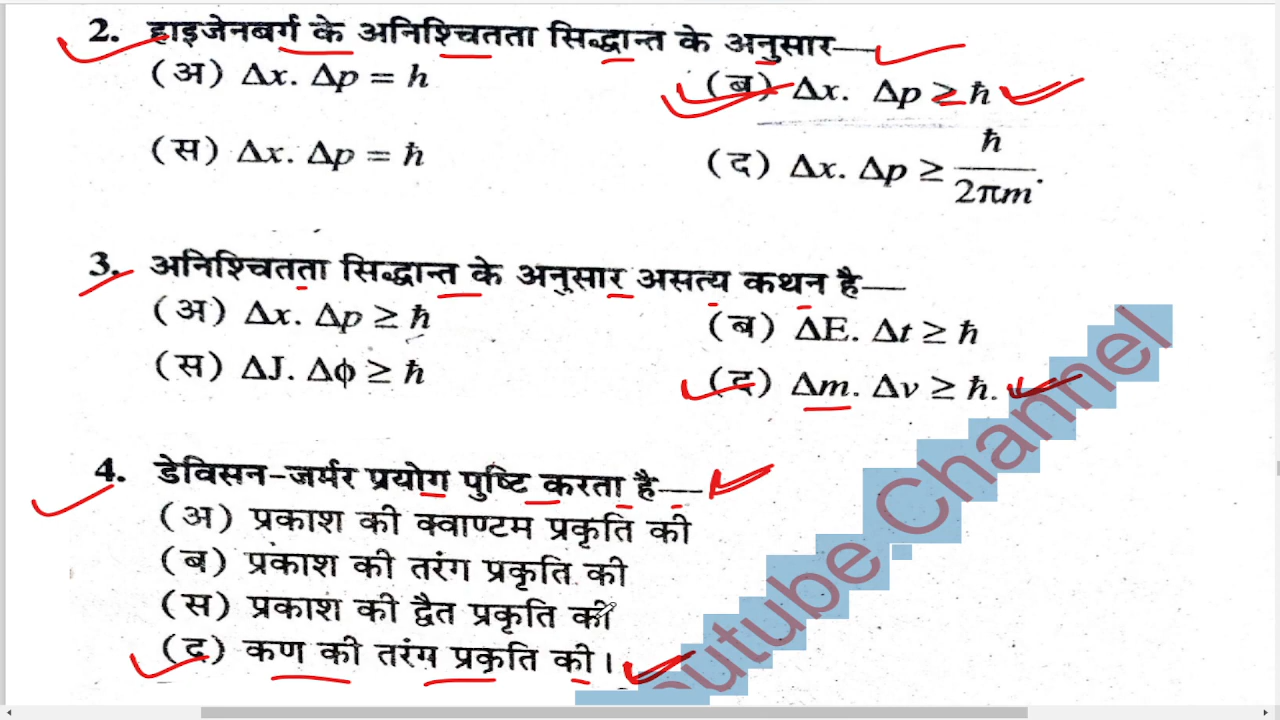 2. हाइजेनबर्ग के अनिश्चितता सिद्धान्त के अनुसार—
(अ) Δx. Δp = h (ब) Δx. Δp ≥ ħ
(स) Δx. Δp = ħ (द) Δx. Δp ≥ ħ/2πm.
3. अनिश्चितता सिद्धान्त के अनुसार असत्य कथन है—
(अ) Δx. Δp ≥ ħ (ब) ΔE. Δt ≥ ħ
(स) ΔJ. Δϕ ≥ ħ (द) Δm. Δv ≥ ħ.
4. डेविसन-जर्मर प्रयोग पुष्टि करता है—
(अ) प्रकाश की क्वाण्टम प्रकृति की
(ब) प्रकाश की तरंग प्रकृति की
(स) प्रकाश की द्वैत प्रकृति की
(द) कण की तरंग प्रकृति की।
outube Channel